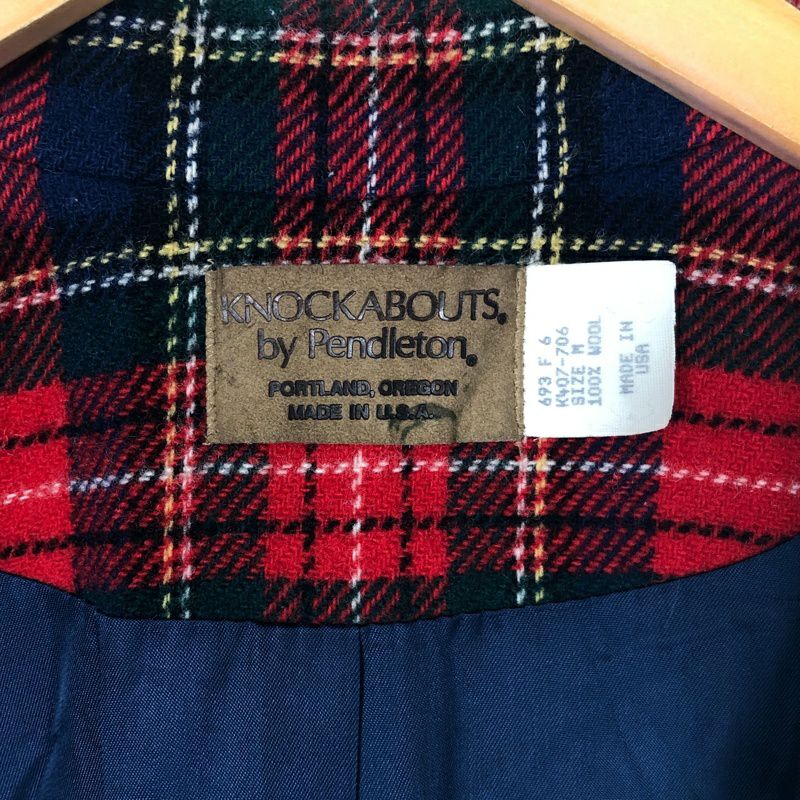 KNOCKABOUTS®
by Pendleton®
PORTLAND, OREGON
MADE IN U.S.A.
693 F 6
K407-706
SIZE M
100% WOOL
MADE IN
USA